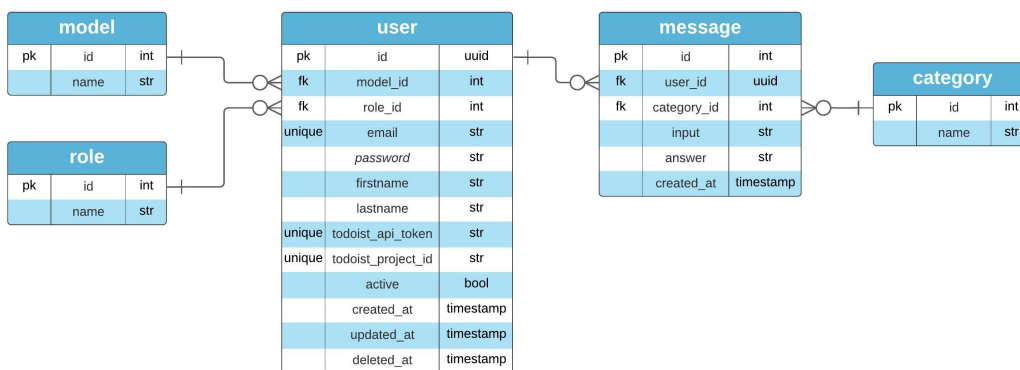 model
pk id int
name str
role
pk id int
name str
user
pk id uuid
fk model_id int
fk role_id int
unique email str
password str
firstname str
lastname str
unique todoist_api_token str
unique todoist_project_id str
active bool
created_at timestamp
updated_at timestamp
deleted_at timestamp
message
pk id int
fk user_id uuid
fk category_id int
input str
answer str
created_at timestamp
category
pk id int
name str